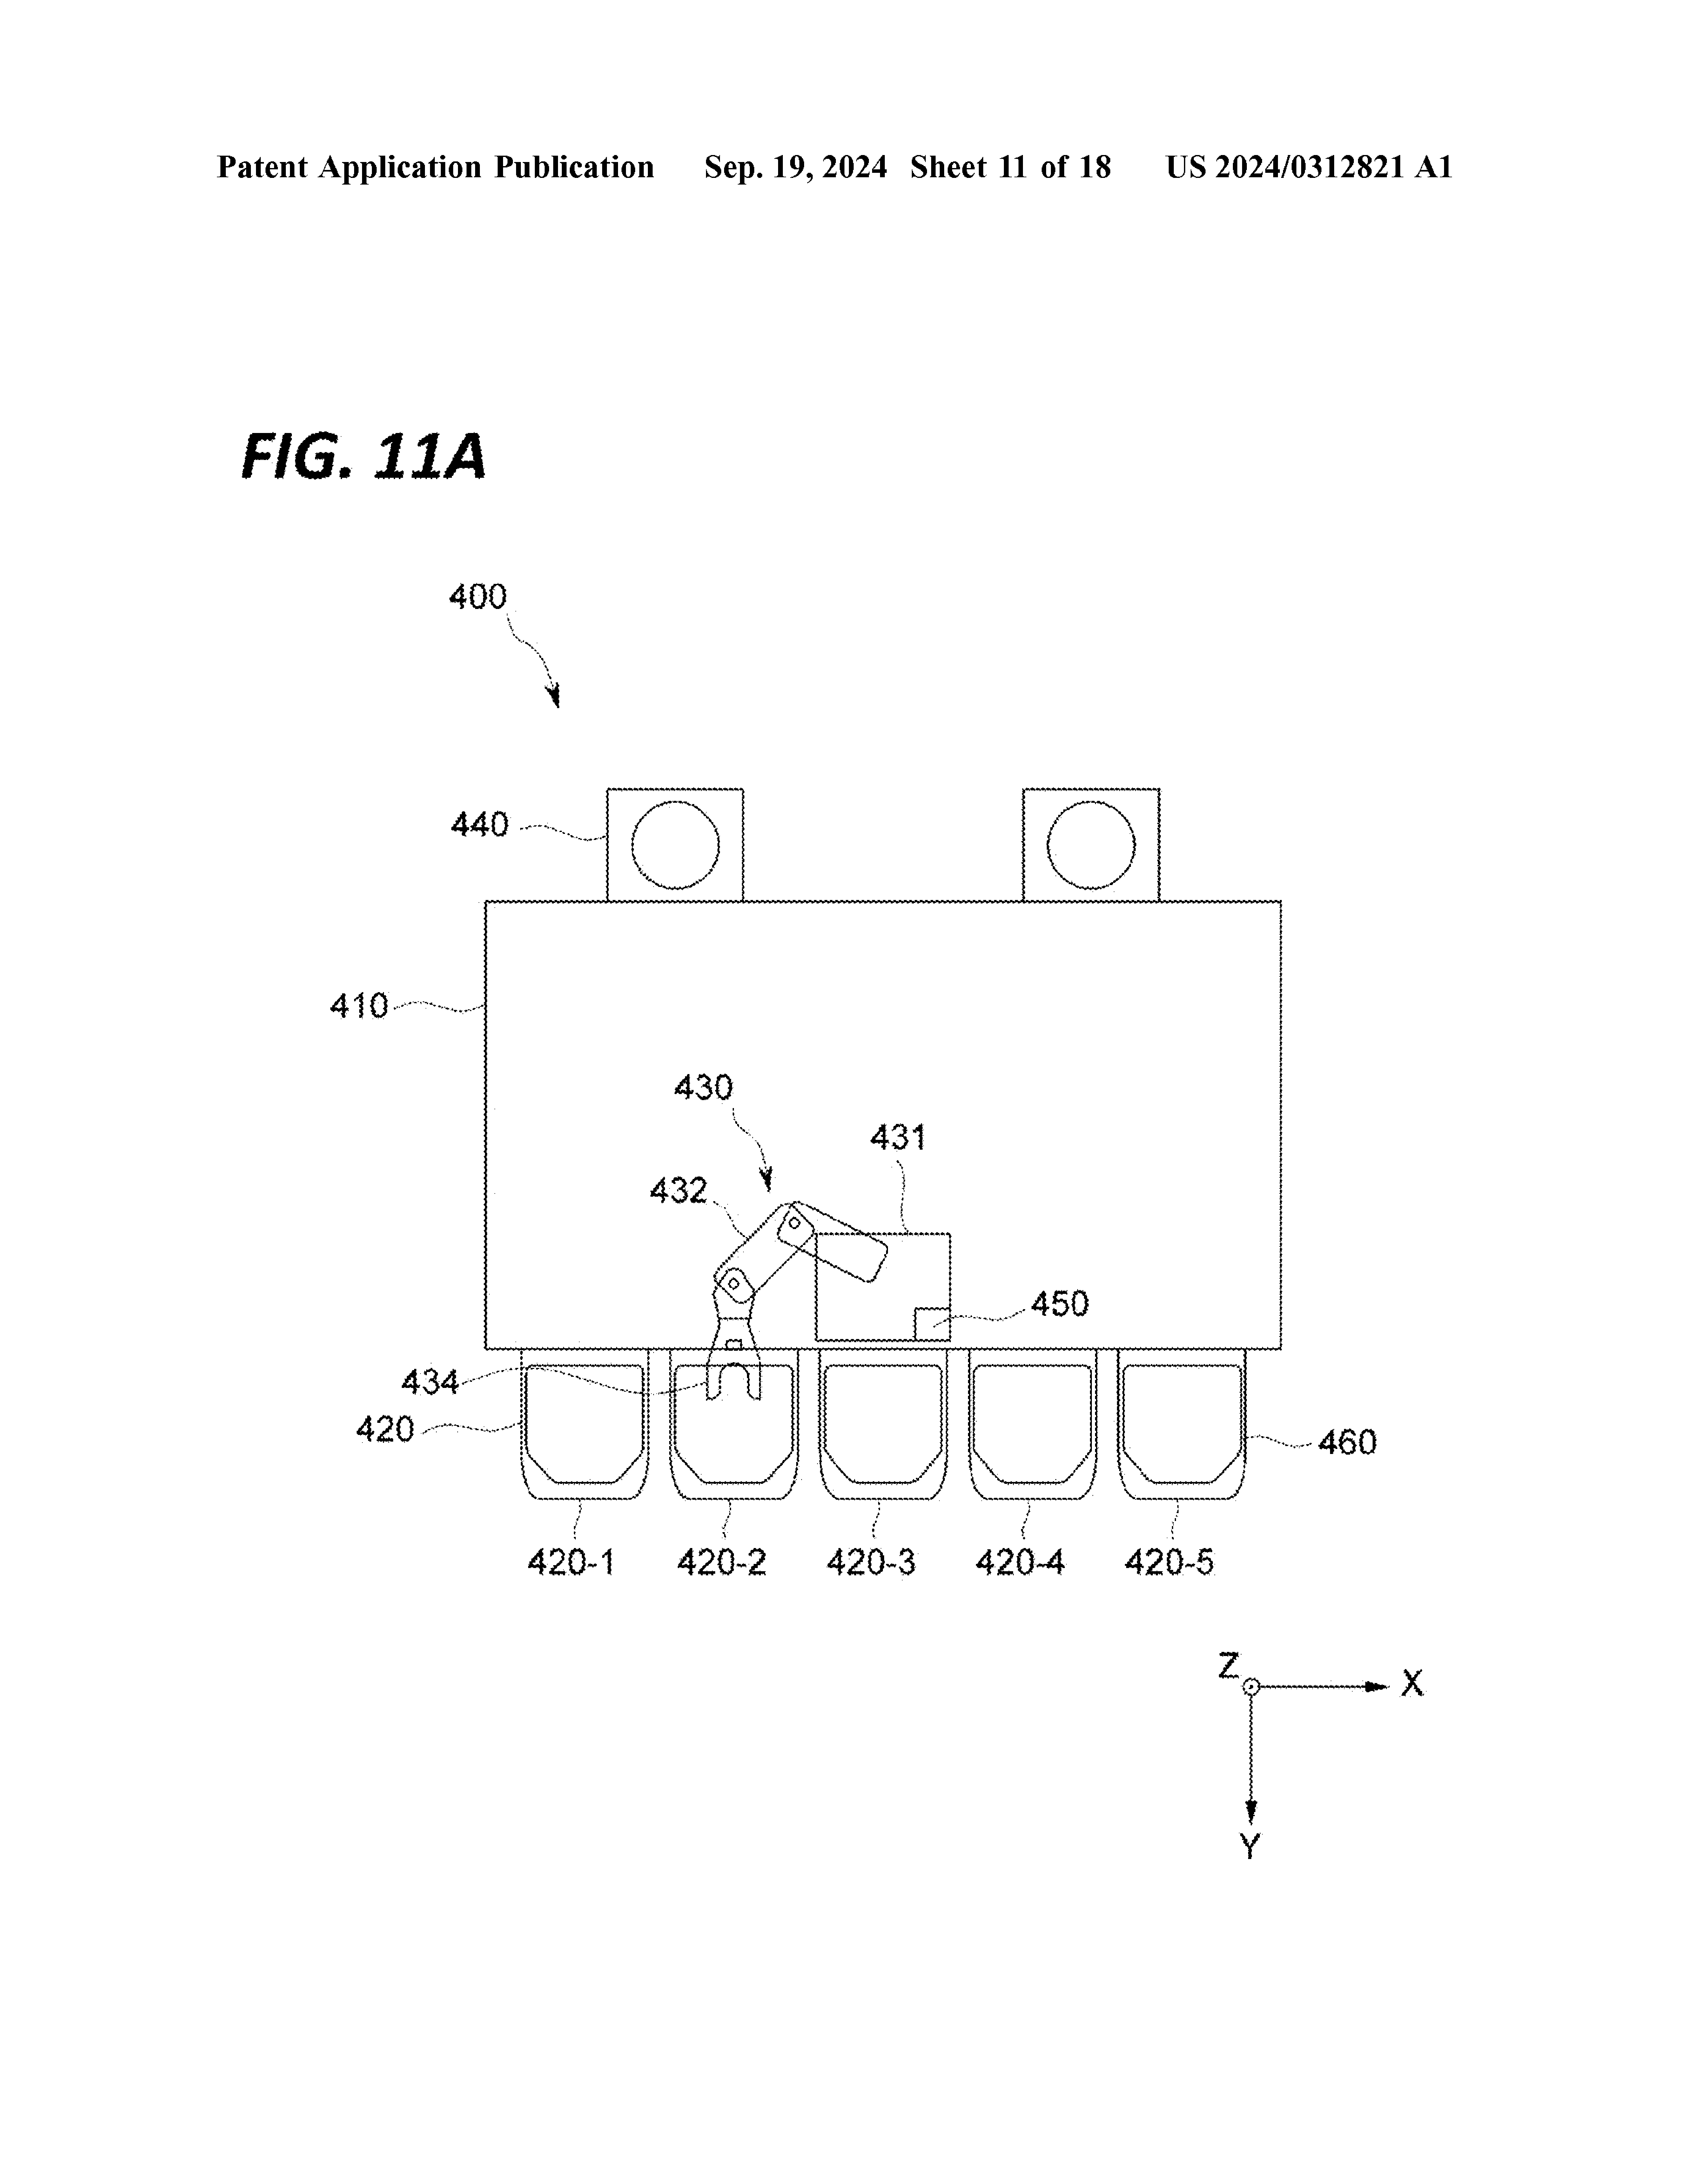 Patent Application Publication Sep. 19, 2024 Sheet 11 of 18 US 2024/0312821 A1
FIG. 11A
400
440
410
430
431
432
450
434
420
460
420-1 420-2 420-3 420-4 420-5
Z
X
Y